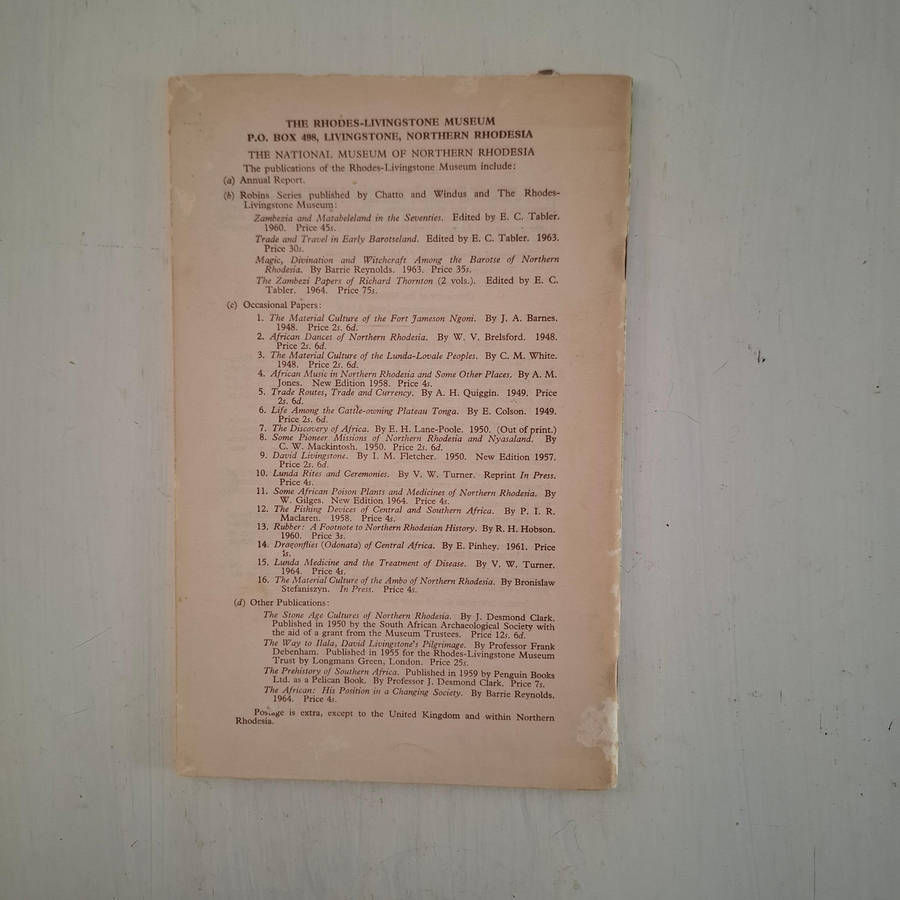 THE RHODES-LIVINGSTONE MUSEUM
P.O. BOX 498, LIVINGSTONE, NORTHERN RHODESIA
THE NATIONAL MUSEUM OF NORTHERN RHODESIA
The publications of the Rhodes-Livingstone Museum include:
(a) Annual Report.
(b) Robins Series published by Chatto and Windus and The Rhodes-
Livingstone Museum:
Zambezia and Matabeleland in the Seventies. Edited by E. C. Tabler.
1960. Price 45s.
Trade and Travel in Early Barotseland. Edited by E. C. Tabler. 1963.
Price 30s.
Magic, Divination and Witchcraft Among the Barotse of Northern
Rhodesia. By Barrie Reynolds. 1963. Price 35s.
The Zambezi Papers of Richard Thornton (2 vols.). Edited by E. C.
Tabler. 1964. Price 75s.
(c) Occasional Papers:
1. The Material Culture of the Fort Jameson Ngoni. By J. A. Barnes.
1948. Price 2s. 6d.
2. African Dances of Northern Rhodesia. By W. V. Brelsford. 1948.
Price 2s. 6d.
3. The Material Culture of the Lunda-Lovale Peoples. By C. M. White.
1948. Price 2s. 6d.
4. African Music in Northern Rhodesia and Some Other Places. By A. M.
Jones. New Edition 1958. Price 4s.
5. Trade Routes, Trade and Currency. By A. H. Quiggin. 1949. Price
2s. 6d.
6. Life Among the Cattle-owning Plateau Tonga. By E. Colson. 1949.
Price 2s. 6d.
7. The Discovery of Africa. By E. H. Lane-Poole. 1950. (Out of print.)
8. Some Pioneer Missions of Northern Rhodesia and Nyasaland. By
C. W. Mackintosh. 1950. Price 2s. 6d.
9. David Livingstone. By I. M. Fletcher. 1950. New Edition 1957.
Price 2s. 6d.
10. Lunda Rites and Ceremonies. By V. W. Turner. Reprint In Press.
Price 4s.
11. Some African Poison Plants and Medicines of Northern Rhodesia. By
W. Gilges. New Edition 1964. Price 4s.
12. The Fishing Devices of Central and Southern Africa. By P. I. R.
Maclaren. 1958. Price 4s.
13. Rubber: A Footnote to Northern Rhodesian History. By R. H. Hobson.
1960. Price 3s.
14. Dragonflies (Odonata) of Central Africa. By E. Pinhey. 1961. Price
1s.
15. Lunda Medicine and the Treatment of Disease. By V. W. Turner.
1964. Price 4s.
16. The Material Culture of the Ambo of Northern Rhodesia. By Bronislaw
Stefaniszyn. In Press. Price 4s.
(d) Other Publications:
The Stone Age Cultures of Northern Rhodesia. By J. Desmond Clark.
Published in 1950 by the South African Archaeological Society with
the aid of a grant from the Museum Trustees. Price 12s. 6d.
The Way to Ilala, David Livingstone's Pilgrimage. By Professor Frank
Debenham. Published in 1955 for the Rhodes-Livingstone Museum
Trust by Longmans Green, London. Price 25s.
The Prehistory of Southern Africa. Published in 1959 by Penguin Books
Ltd. as a Pelican Book. By Professor J. Desmond Clark. Price 7s.
The African: His Position in a Changing Society. By Barrie Reynolds.
1964. Price 4s.
Postage is extra, except to the United Kingdom and within Northern
Rhodesia.